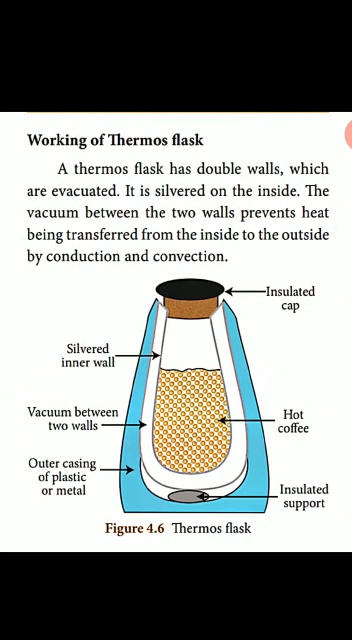 Working of Thermos flask
A thermos flask has double walls, which
are evacuated. It is silvered on the inside. The
vacuum between the two walls prevents heat
being transferred from the inside to the outside
by conduction and convection.
Insulated
cap
Silvered
inner wall
Vacuum between
two walls
Hot
coffee
Outer casing
of plastic
or metal
Insulated
support
Figure 4.6 Thermos flask